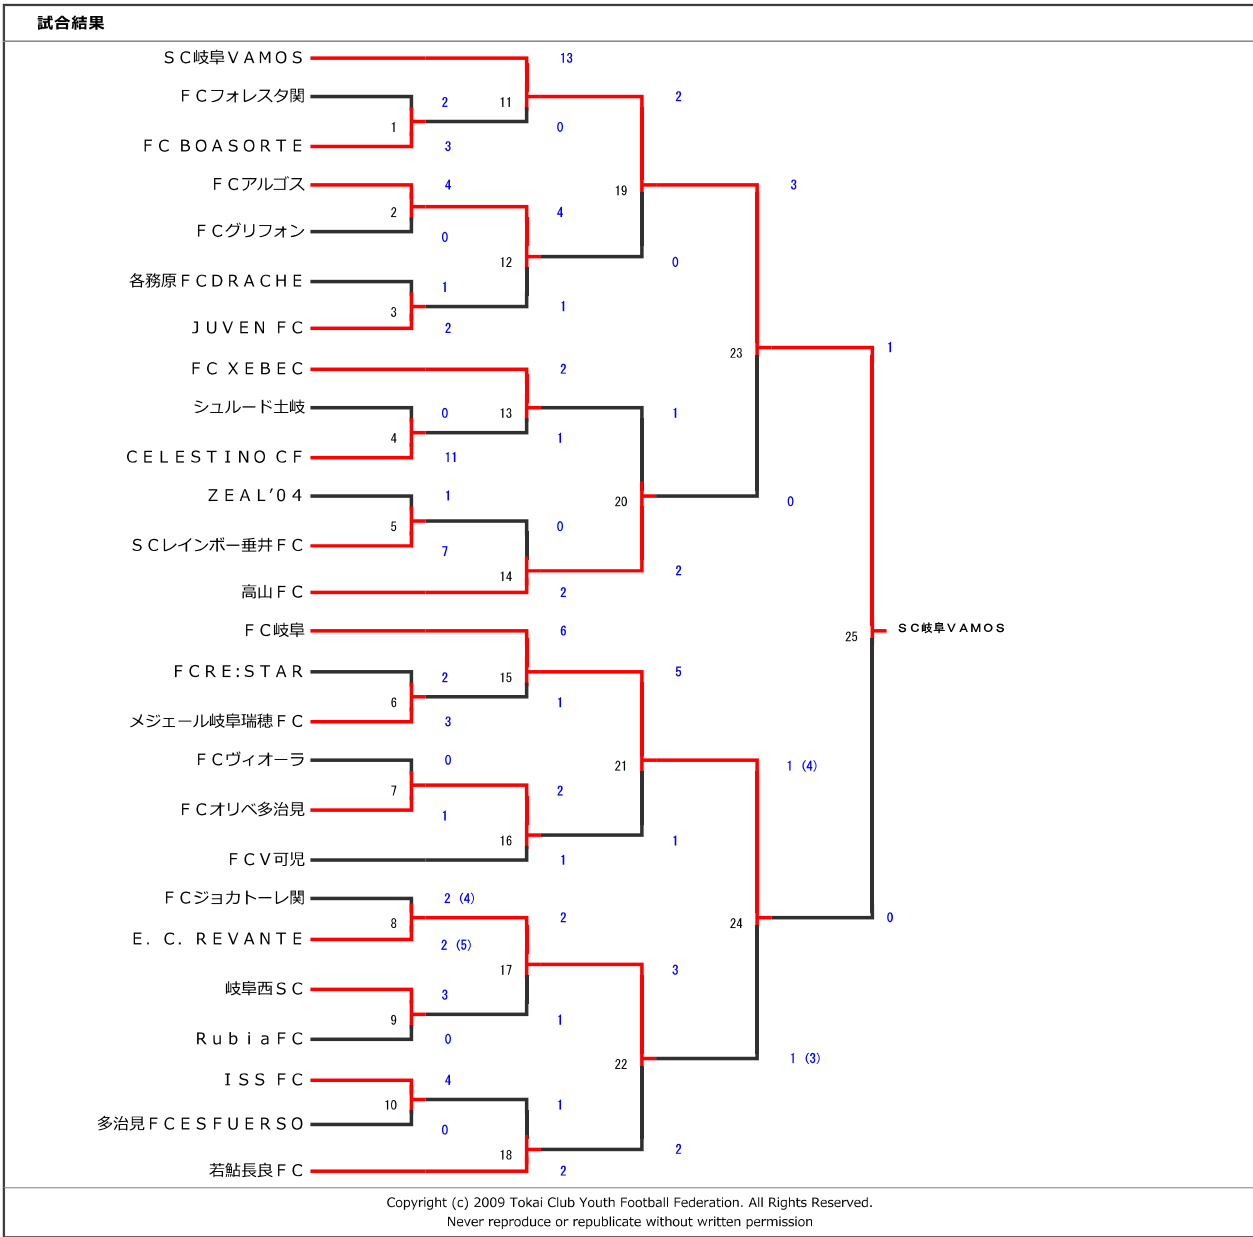 試合結果
ＳＣ岐阜ＶＡＭＯＳ
13
ＦＣフォレスタ関
2
11
2
1
0
ＦＣ ＢＯＡＳＯＲＴＥ
3
ＦＣアルゴス
4
19
3
2
4
ＦＣグリフォン
0
12
0
各務原ＦＣＤＲＡＣＨＥ
1
3
1
ＪＵＶＥＮ ＦＣ
2
23
1
ＦＣ ＸＥＢＥＣ
2
シュルード土岐
0
13
1
4
1
ＣＥＬＥＳＴＩＮＯ ＣＦ
11
ＺＥＡＬ’０４
1
20
0
5
0
ＳＣレインボー垂井ＦＣ
7
14
2
高山ＦＣ
2
ＦＣ岐阜
6
25
ＳＣ岐阜ＶＡＭＯＳ
ＦＣＲＥ：ＳＴＡＲ
2
15
5
6
1
メジェール岐阜瑞穂ＦＣ
3
ＦＣヴィオーラ
0
21
1 (4)
7
2
ＦＣオリベ多治見
1
16
1
ＦＣＶ可児
1
ＦＣジョカトーレ関
2 (4)
8
2
24
0
Ｅ．Ｃ．ＲＥＶＡＮＴＥ
2 (5)
17
3
岐阜西ＳＣ
3
9
1
ＲｕｂｉａＦＣ
0
22
1 (3)
ＩＳＳ ＦＣ
4
10
1
多治見ＦＣＥＳＦＵＥＲＳＯ
0
18
2
若鮎長良ＦＣ
2
Copyright (c) 2009 Tokai Club Youth Football Federation. All Rights Reserved.
Never reproduce or republicate without written permission